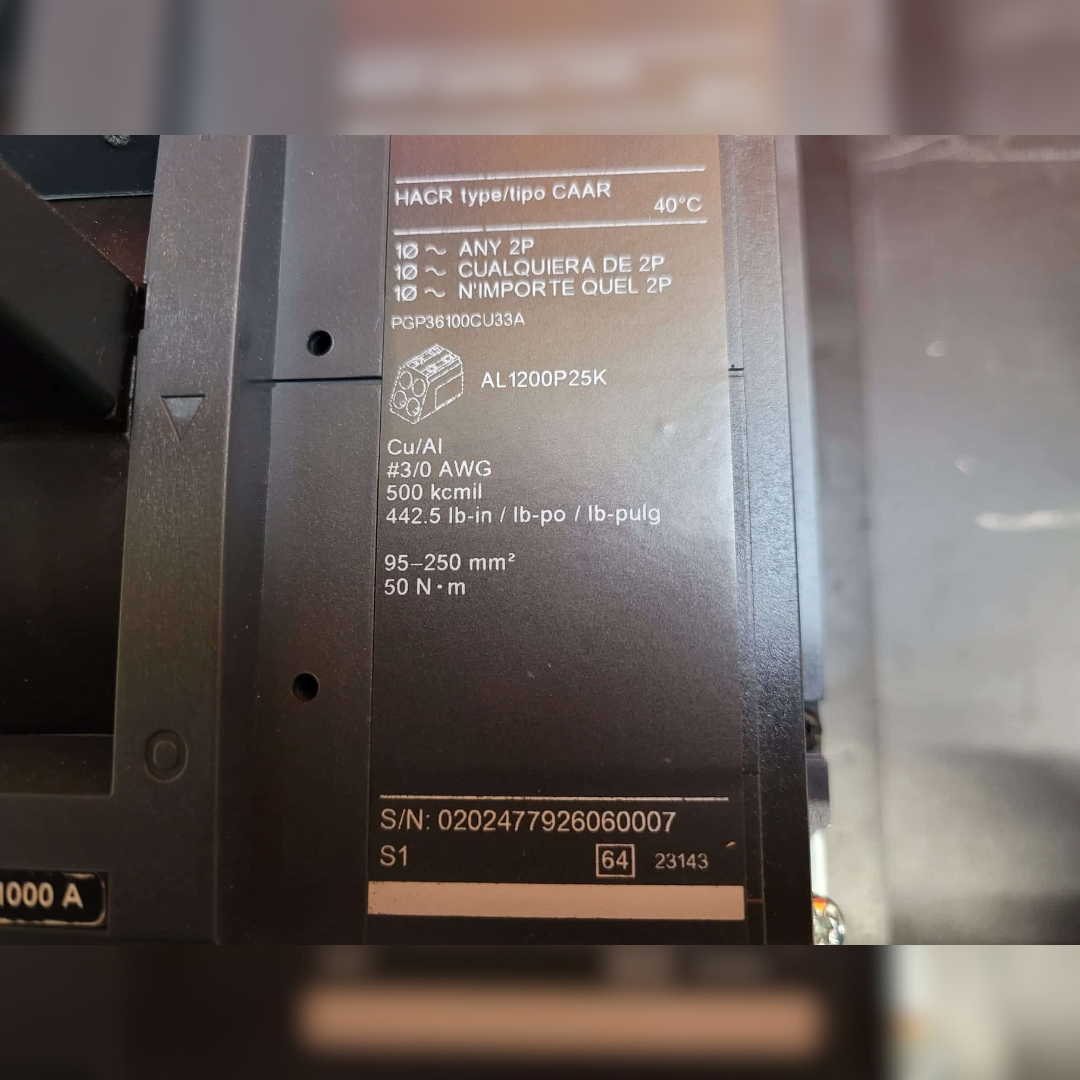 HACR type/tipo CAAR
40°C
1Ø ~ ANY 2P
1Ø ~ CUALQUIERA DE 2P
1Ø ~ N'IMPORTE QUEL 2P
PGP36100CU33A
AL1200P25K
Cu/Al
#3/0 AWG
500 kcmil
442.5 lb-in / lb-po / lb-pulg
95–250 mm²
50 N·m
O
S/N: 0202477926060007
S1
64 23143
1000 A